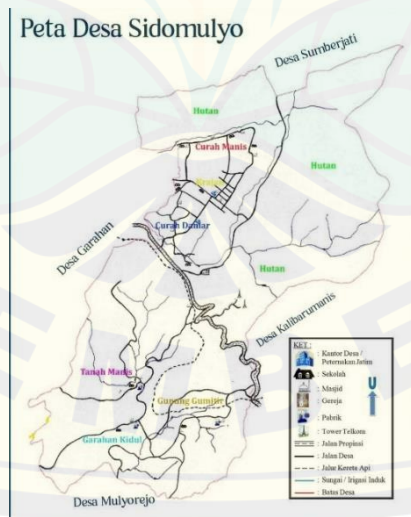 Peta Desa Sidomulyo
Desa Sumberjati
Hutan
Curah Manis
Hutan
Krajan
Curah Damar
Desa Garahan
Hutan
Desa Kalibarumanis
Tanah Manis
Gunung Gumitir
Garahan Kidul
Desa Mulyorejo
KET :
: Kantor Desa /
Peternakan Jatim
: Sekolah
: Masjid
: Gereja
: Pabrik
: Tower Telkom
: Jalan Propinsi
: Jalan Desa
: Jalur Kereta Api
: Sungai / Irigasi Induk
: Batas Desa
U